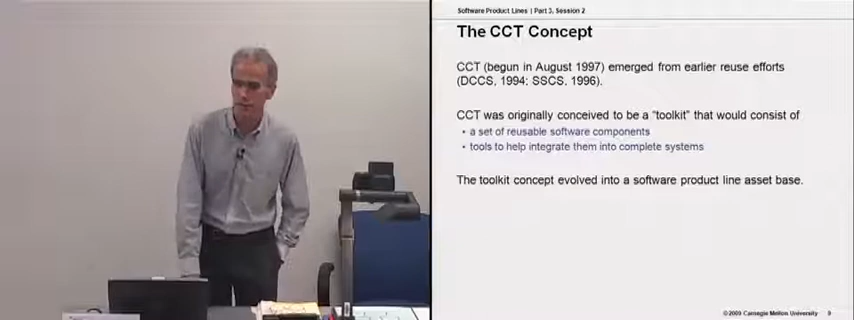 Software Product Lines | Part 3, Session 2
The CCT Concept
CCT (begun in August 1997) emerged from earlier reuse efforts
(DCCS, 1994; SSCS, 1996).
CCT was originally conceived to be a "toolkit" that would consist of
• a set of reusable software components
• tools to help integrate them into complete systems
The toolkit concept evolved into a software product line asset base.
© 2009 Carnegie Mellon University 9